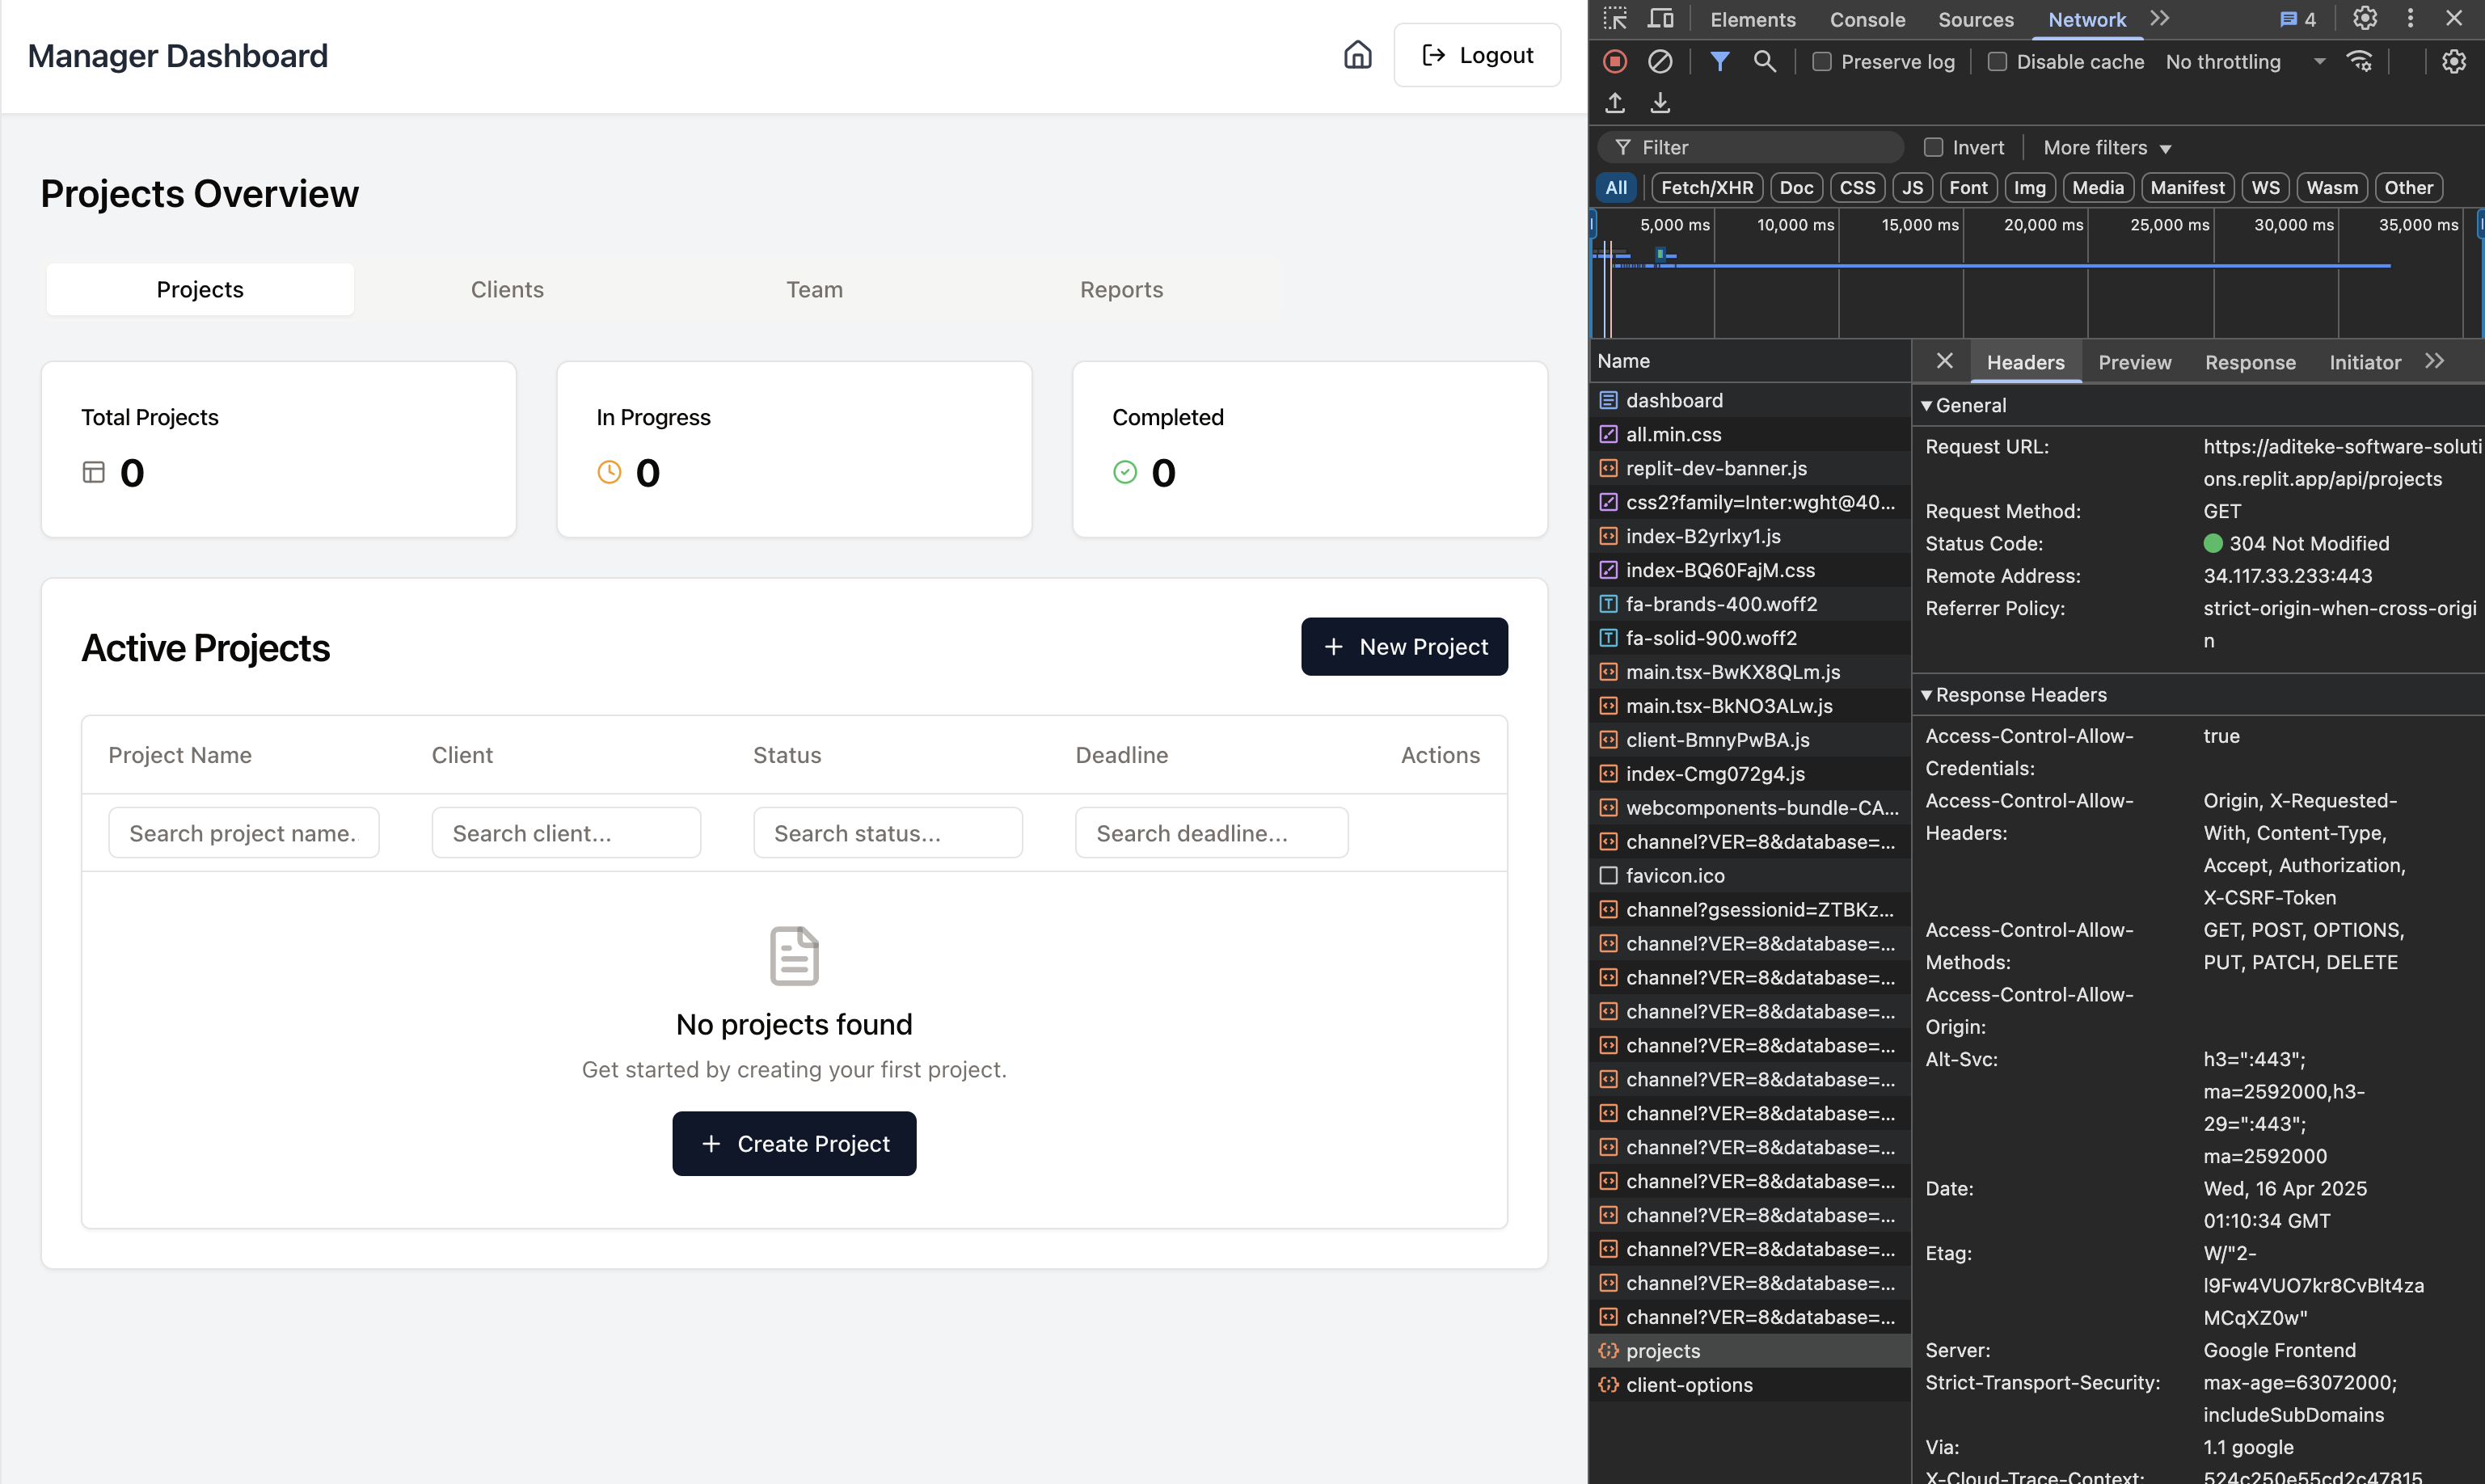 Manager Dashboard
Logout
Projects Overview
Projects
Clients
Team
Reports
Total Projects
0
In Progress
0
Completed
0
Active Projects
New Project
Project Name
Client
Status
Deadline
Actions
Search project name.
Search client...
Search status...
Search deadline...
No projects found
Get started by creating your first project.
Create Project
Elements
Console
Sources
Network
4
Preserve log
Disable cache
No throttling
Filter
Invert
More filters
All
Fetch/XHR
Doc
CSS
JS
Font
Img
Media
Manifest
WS
Wasm
Other
5,000 ms
10,000 ms
15,000 ms
20,000 ms
25,000 ms
30,000 ms
35,000 ms
Name
dashboard
all.min.css
replit-dev-banner.js
css2?family=Inter:wght@40...
index-B2yrlxy1.js
index-BQ60FajM.css
fa-brands-400.woff2
fa-solid-900.woff2
main.tsx-BwKX8QLm.js
main.tsx-BkNO3ALw.js
client-BmnyPwBA.js
index-Cmg072g4.js
webcomponents-bundle-CA...
channel?VER=8&database=...
favicon.ico
channel?gsessionid=ZTBKz...
channel?VER=8&database=...
channel?VER=8&database=...
channel?VER=8&database=...
channel?VER=8&database=...
channel?VER=8&database=...
channel?VER=8&database=...
channel?VER=8&database=...
channel?VER=8&database=...
channel?VER=8&database=...
channel?VER=8&database=...
channel?VER=8&database=...
channel?VER=8&database=...
projects
client-options
Headers
Preview
Response
Initiator
General
Request URL:
https://aditeke-software-soluti
ons.replit.app/api/projects
Request Method:
GET
Status Code:
304 Not Modified
Remote Address:
34.117.33.233:443
Referrer Policy:
strict-origin-when-cross-origi
n
Response Headers
Access-Control-Allow-
Credentials:
true
Access-Control-Allow-
Headers:
Origin, X-Requested-
With, Content-Type,
Accept, Authorization,
X-CSRF-Token
Access-Control-Allow-
Methods:
GET, POST, OPTIONS,
PUT, PATCH, DELETE
Access-Control-Allow-
Origin:
Alt-Svc:
h3=":443";
ma=2592000,h3-
29=":443";
ma=2592000
Date:
Wed, 16 Apr 2025
01:10:34 GMT
Etag:
W/"2-
l9Fw4VUO7kr8CvBlt4za
MCqXZ0w"
Server:
Google Frontend
Strict-Transport-Security:
max-age=63072000;
includeSubDomains
Via:
1.1 google
X-Cloud-Trace-Context:
524c250e55cd2c47815